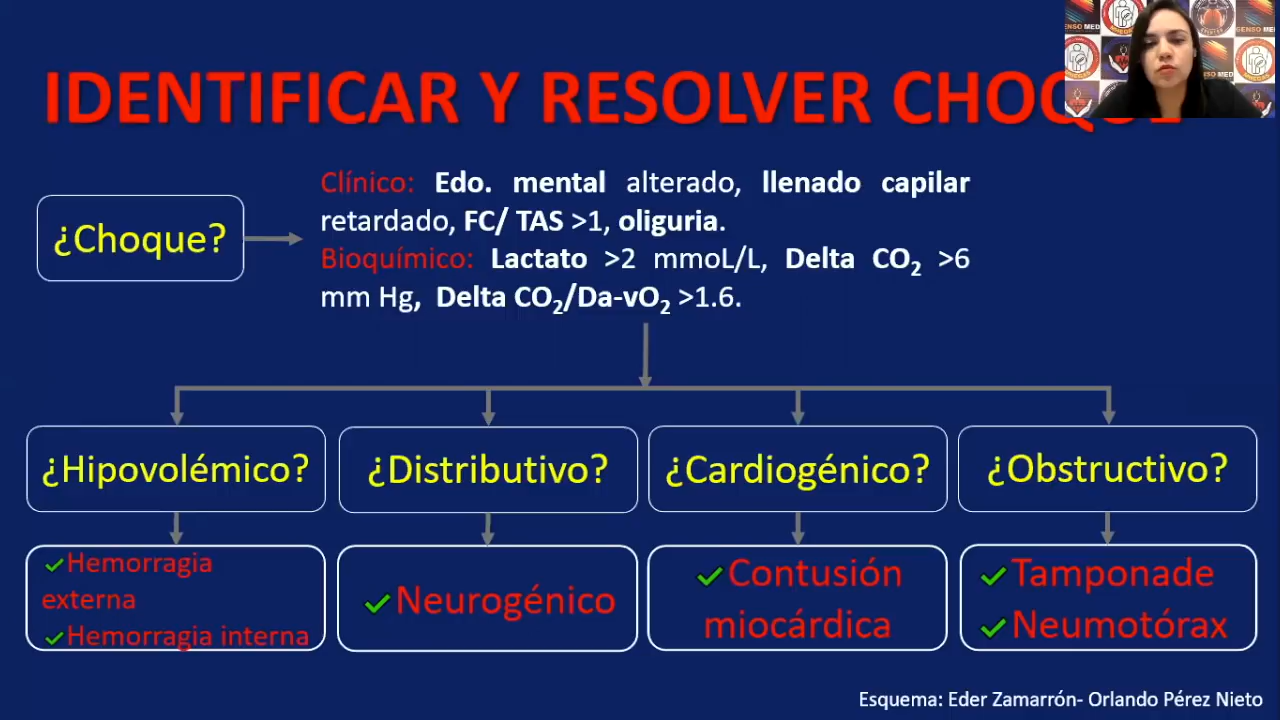 IDENTIFICAR Y RESOLVER CHOQUE
¿Choque?
Clínico: Edo. mental alterado, llenado capilar
retardado, FC/ TAS >1, oliguria.
Bioquímico: Lactato >2 mmoL/L, Delta CO₂ >6
mm Hg, Delta CO₂/Da-vO₂ >1.6.
¿Hipovolémico?
¿Distributivo?
¿Cardiogénico?
¿Obstructivo?
✓Hemorragia
externa
✓Hemorragia interna
✓Neurogénico
✓Contusión
miocárdica
✓Tamponade
✓Neumotórax
Esquema: Eder Zamarrón- Orlando Pérez Nieto